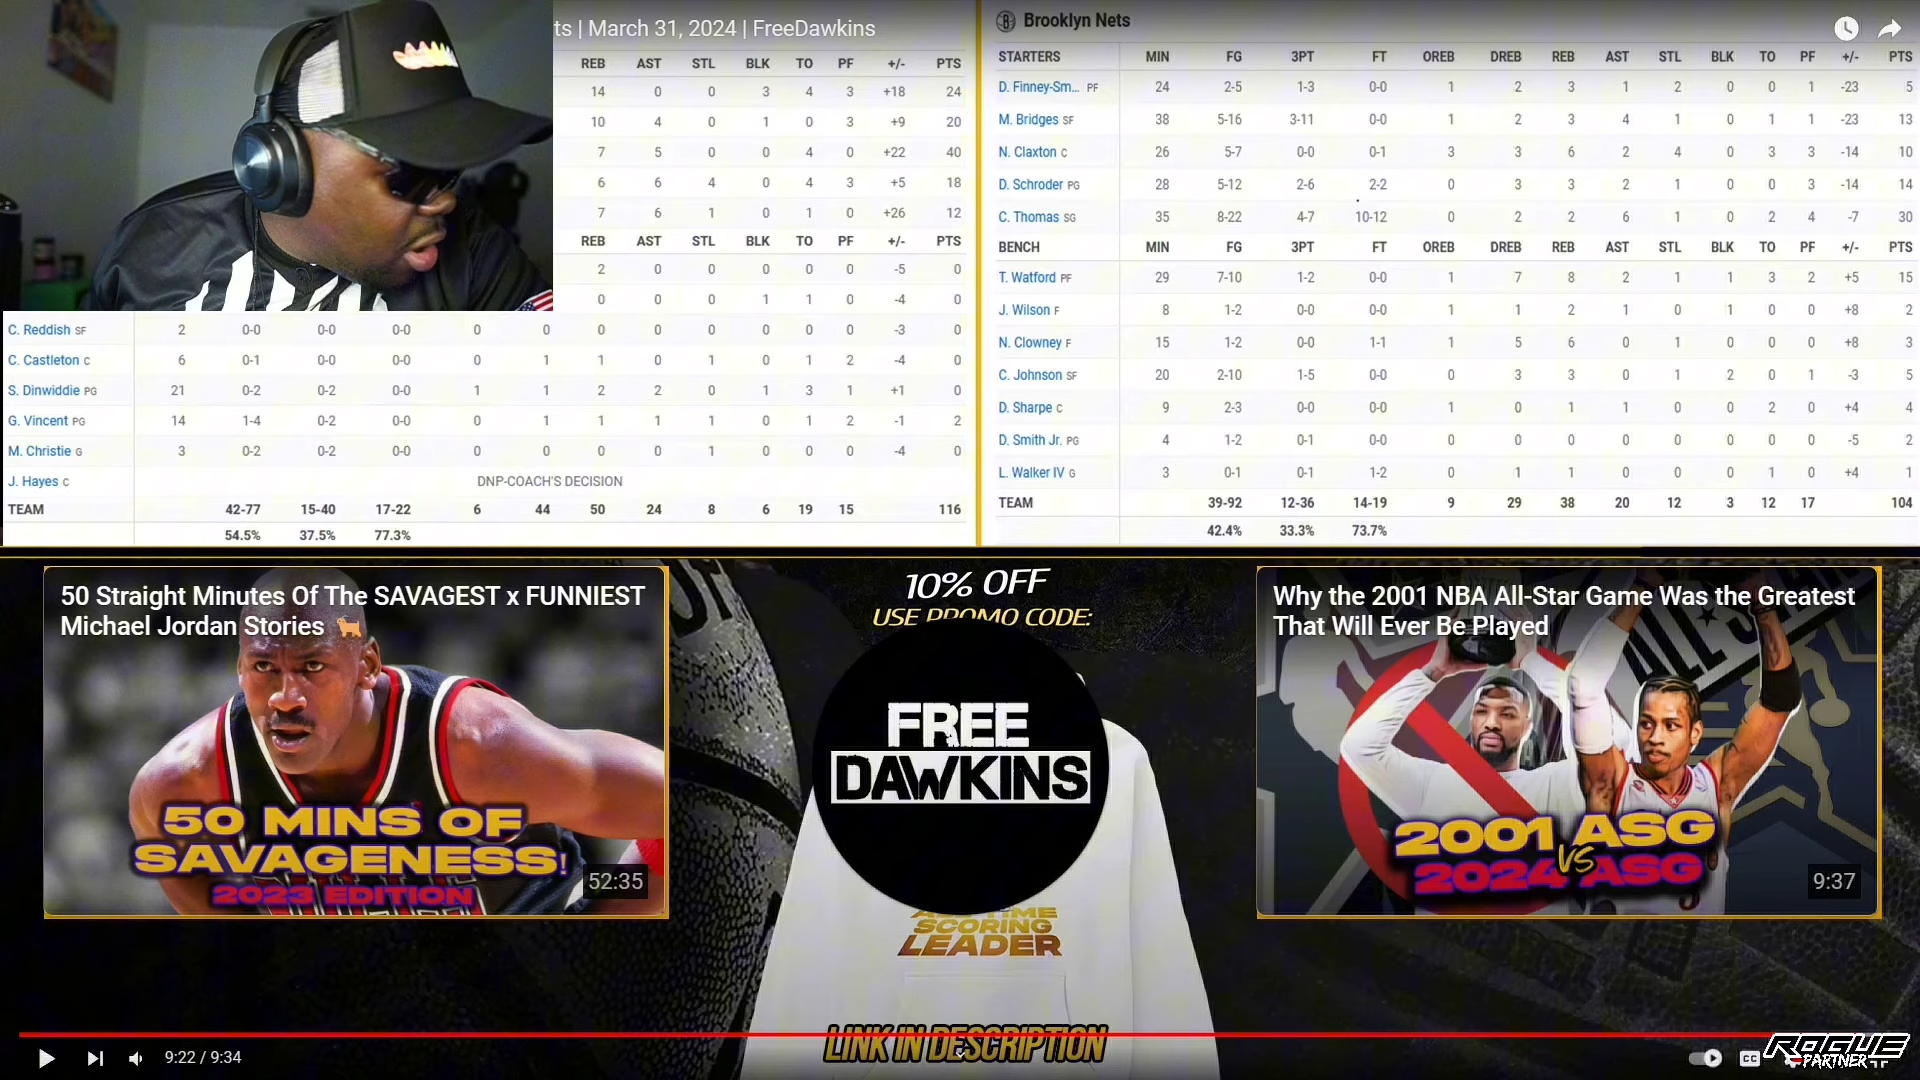 ts | March 31, 2024 | FreeDawkins
REB AST STL BLK TO PF +/- PTS
14 0 0 3 4 3 +18 24
10 4 0 1 0 3 +9 20
7 5 0 0 4 0 +22 40
6 6 4 0 4 3 +5 18
7 6 1 0 1 0 +26 12
REB AST STL BLK TO PF +/- PTS
2 0 0 0 0 0 -5 0
0 0 0 1 1 0 -4 0
C. Reddish SF 2 0-0 0-0 0-0 0 0 0 0 0 0 0 0 -3 0
C. Castleton C 6 0-1 0-0 0-0 0 1 1 0 1 0 1 2 -4 0
S. Dinwiddie PG 21 0-2 0-2 0-0 1 1 2 2 0 1 3 1 +1 0
G. Vincent PG 14 1-4 0-2 0-0 0 1 1 1 1 0 1 2 -1 2
M. Christie G 3 0-2 0-2 0-0 0 0 0 0 1 0 0 0 -4 0
J. Hayes C DNP-COACH'S DECISION
TEAM 42-77 15-40 17-22 6 44 50 24 8 6 19 15 116
54.5% 37.5% 77.3%
Brooklyn Nets
STARTERS MIN FG 3PT FT OREB DREB REB AST STL BLK TO PF +/- PTS
D. Finney-Sm... PF 24 2-5 1-3 0-0 1 2 3 1 2 0 0 1 -23 5
M. Bridges SF 38 5-16 3-11 0-0 1 2 3 4 1 0 1 1 -23 13
N. Claxton C 26 5-7 0-0 0-1 3 3 6 2 4 0 3 3 -14 10
D. Schroder PG 28 5-12 2-6 2-2 0 3 3 2 1 0 0 3 -14 14
C. Thomas SG 35 8-22 4-7 10-12 0 2 2 6 1 0 2 4 -7 30
BENCH MIN FG 3PT FT OREB DREB REB AST STL BLK TO PF +/- PTS
T. Watford PF 29 7-10 1-2 0-0 1 7 8 2 1 1 3 2 +5 15
J. Wilson F 8 1-2 0-0 0-0 1 1 2 1 0 1 0 0 +8 2
N. Clowney F 15 1-2 0-0 1-1 1 5 6 0 1 0 0 0 +8 3
C. Johnson SF 20 2-10 1-5 0-0 0 3 3 0 1 2 0 1 -3 5
D. Sharpe C 9 2-3 0-0 0-0 1 0 1 1 0 0 2 0 +4 4
D. Smith Jr. PG 4 1-2 0-1 0-0 0 0 0 0 0 0 0 0 -5 2
L. Walker IV G 3 0-1 0-1 1-2 0 1 1 0 0 0 1 0 +4 1
TEAM 39-92 12-36 14-19 9 29 38 20 12 3 12 17 104
42.4% 33.3% 73.7%
50 Straight Minutes Of The SAVAGEST x FUNNIEST
Michael Jordan Stories
50 MINS OF
SAVAGENESS!
2023 EDITION
52:35
10% OFF
USE PROMO CODE:
FREE
DAWKINS
ALL-TIME
SCORING
LEADER
LINK IN DESCRIPTION
Why the 2001 NBA All-Star Game Was the Greatest
That Will Ever Be Played
ALL-STAR
2001 ASG
VS
2024 ASG
9:37
9:22 / 9:34
CC
ROGUE
PARTNER